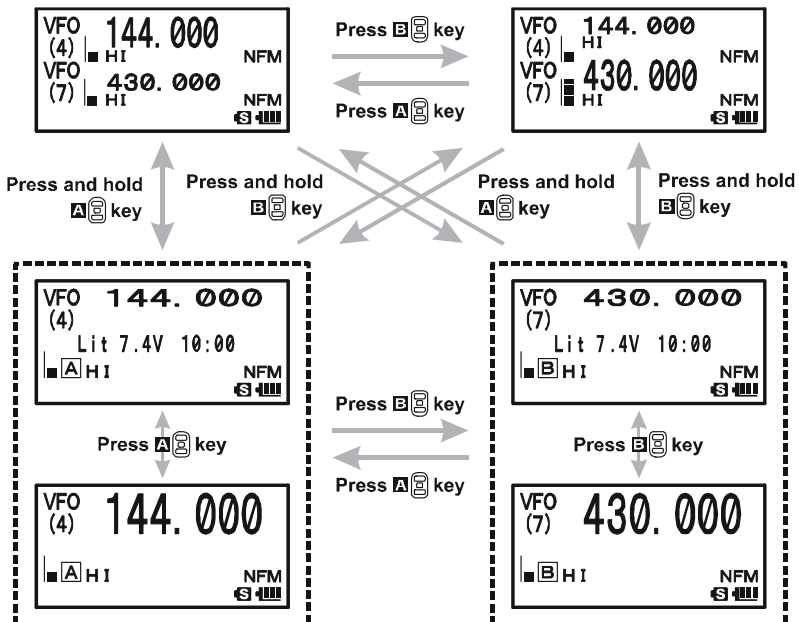 VFO
(4)
144. 000
HI
NFM
VFO
(7)
430. 000
HI
NFM
S
Press B key
Press A key
VFO
(4)
144. 000
HI
NFM
VFO
(7)
430. 000
HI
NFM
S
Press and hold
A key
Press and hold
B key
Press and hold
A key
Press and hold
B key
VFO 144. 000
(4)
Lit 7.4V 10:00
A HI
NFM
S
Press A key
VFO
(4)
144. 000
A HI
NFM
S
Press B key
Press A key
VFO 430. 000
(7)
Lit 7.4V 10:00
B HI
NFM
S
Press B key
VFO
(7)
430. 000
B HI
NFM
S